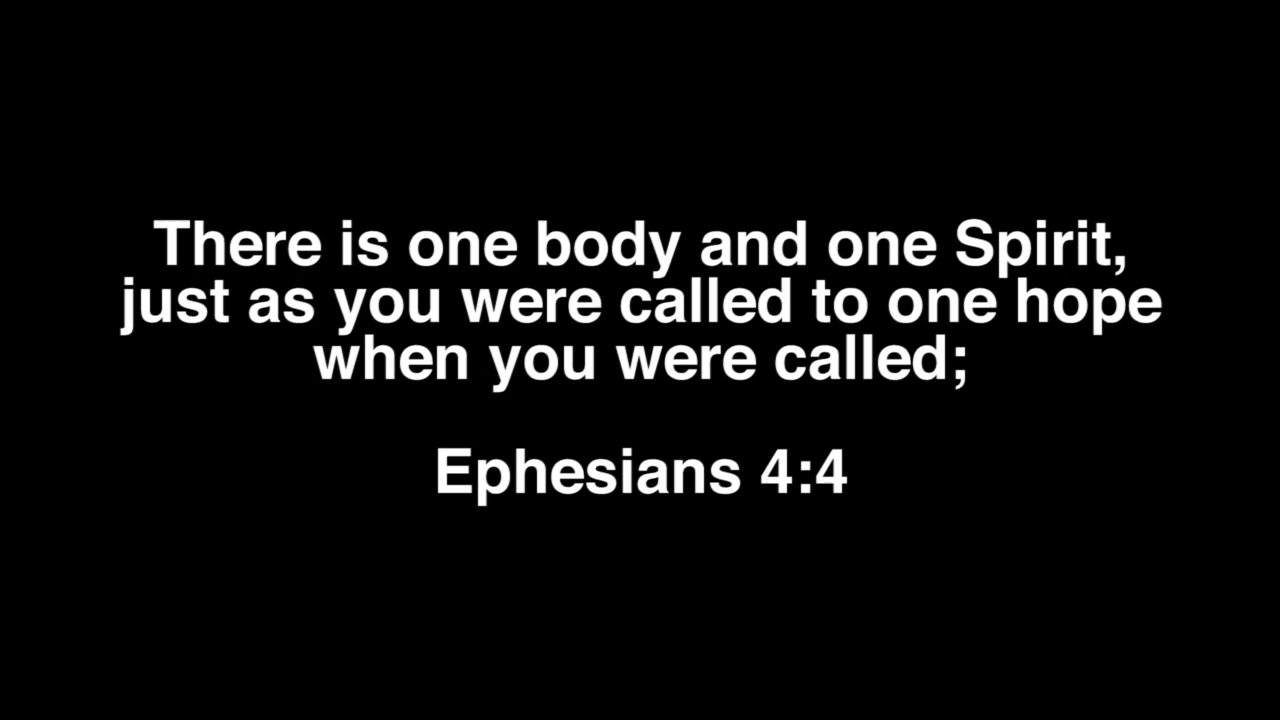 There is one body and one Spirit,
just as you were called to one hope
when you were called;
Ephesians 4:4